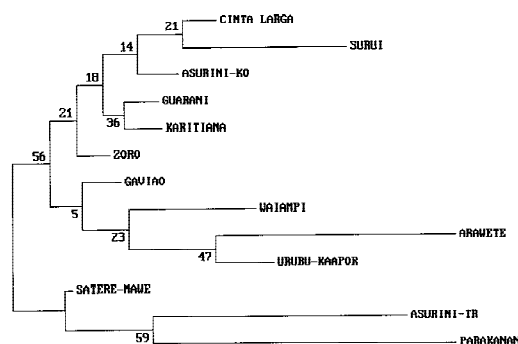 CINTA LARGA
21
SURUI
14
ASURINI-KO
18
GUARANI
36
KARITIANA
21
ZORO
56
GAVIAO
5
WAIAMPI
23
ARAWETE
47
URUBU-KAAPOR
SATERE-MAWE
ASURINI-TR
59
PARAKANAN